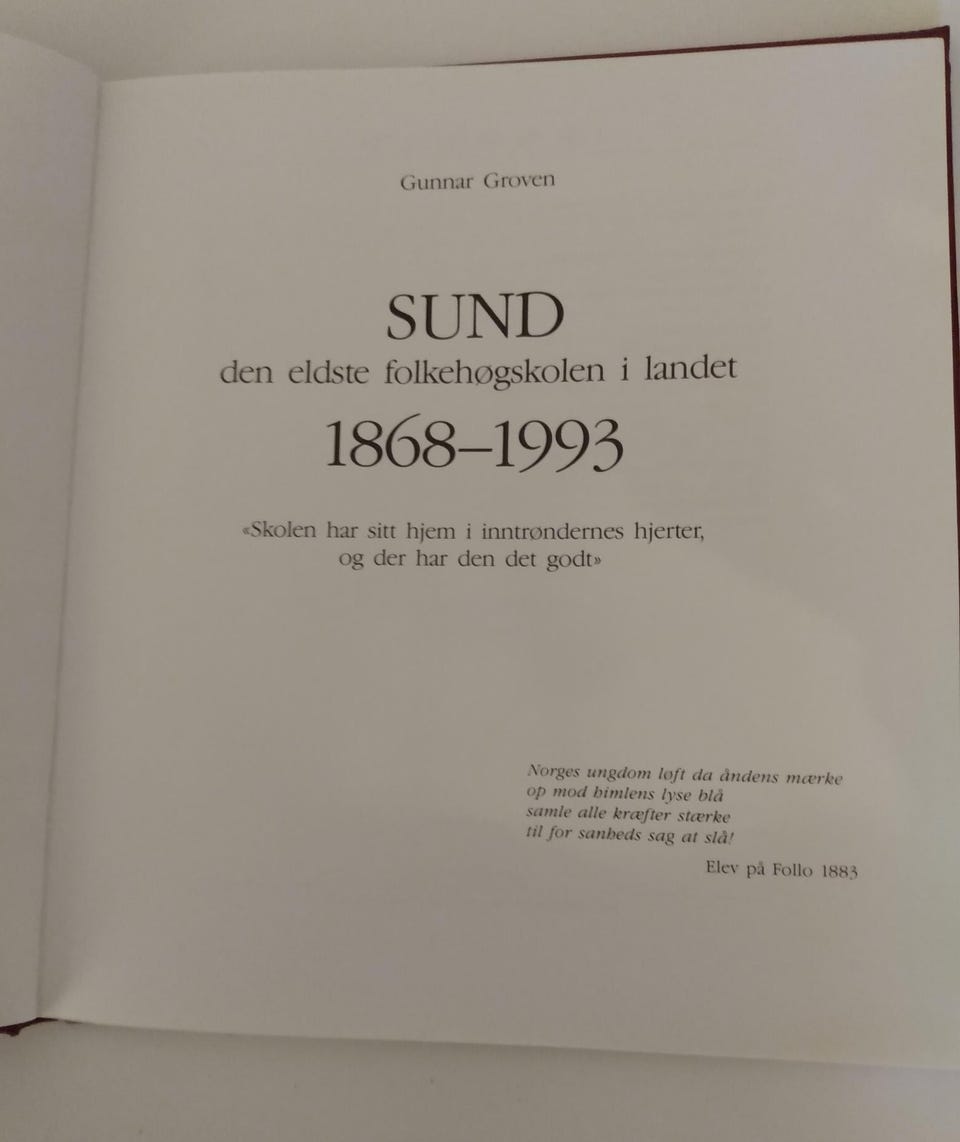 Gunnar Groven
SUND
den eldste folkehøgskolen i landet
1868–1993
«Skolen har sitt hjem i inntrøndernes hjerter,
og der har den det godt»
Norges ungdom løft da åndens mærke
op mod himlens lyse blå
samle alle kræfter stærke
til for sanheds sag at slå!
Elev på Follo 1883